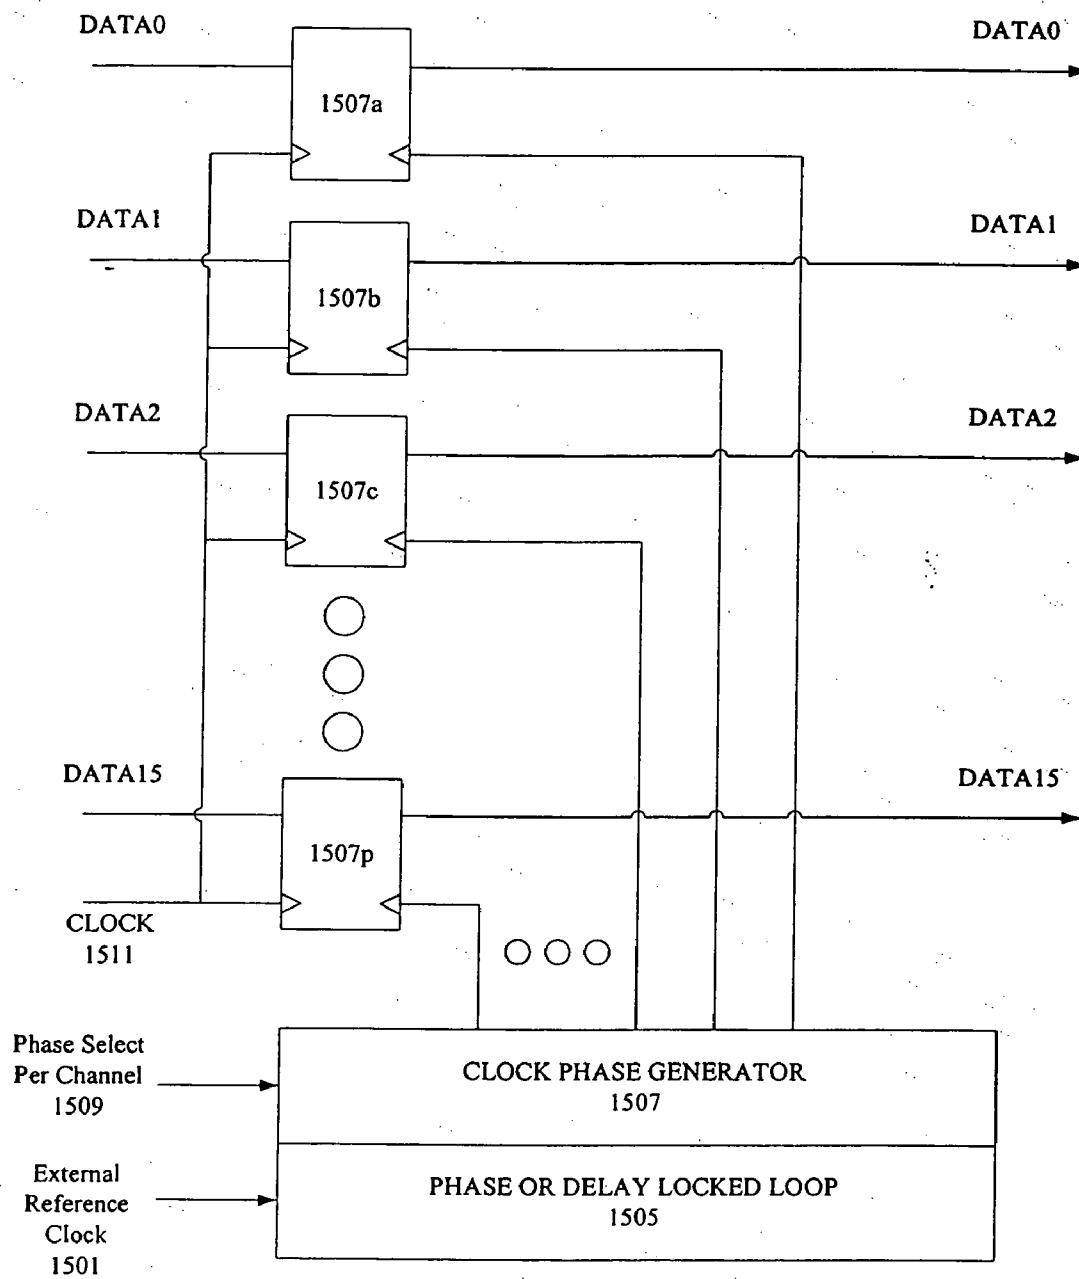 DATA0
DATA0
1507a
DATA1
DATA1
1507b
DATA2
DATA2
1507c
DATA15
DATA15
1507p
CLOCK
1511
Phase Select
Per Channel
1509
CLOCK PHASE GENERATOR
1507
External
Reference
Clock
1501
PHASE OR DELAY LOCKED LOOP
1505